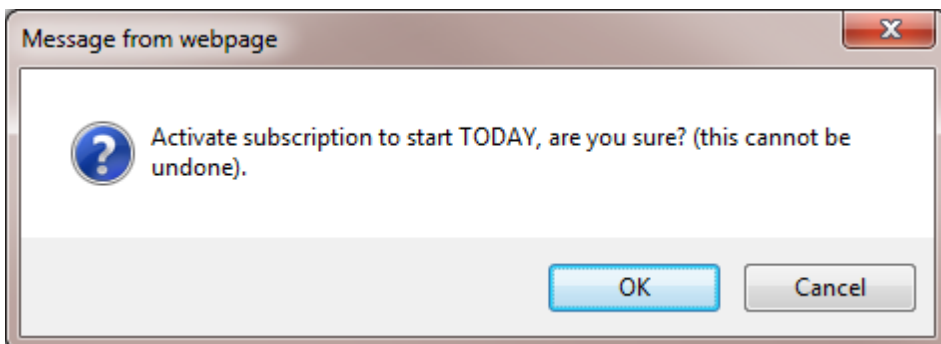 Message from webpage
Activate subscription to start TODAY, are you sure? (this cannot be
undone).
OK
Cancel